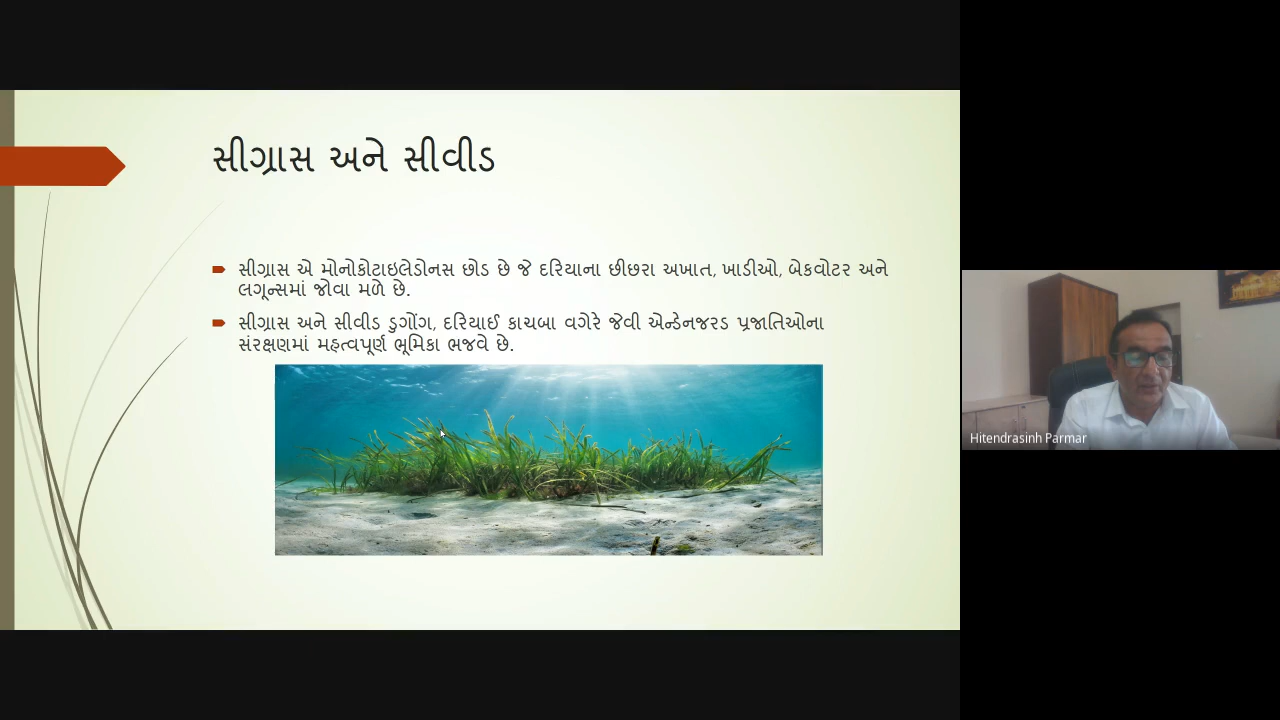 સીગ્રાસ અને સીવીડ
સીગ્રાસ એ મોનોકોટાઇલેડોનસ છોડ છે જે દરિયાના છીછરા અખાત, ખાડીઓ, બેકવોટર અને
લગૂન્સમાં જોવા મળે છે.
સીગ્રાસ અને સીવીડ ડુગોંગ, દરિયાઈ કાચબા વગેરે જેવી એન્ડેનજરડ પ્રજાતિઓના
સંરક્ષણમાં મહત્વપૂર્ણ ભૂમિકા ભજવે છે.
Hitendrasinh Parmar